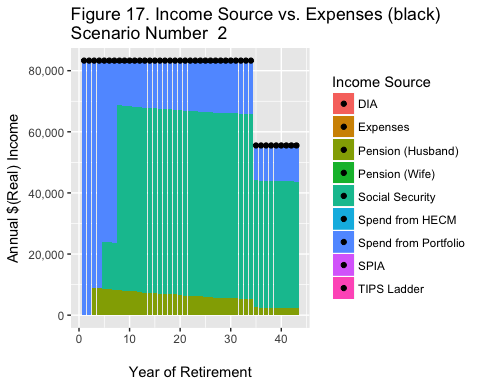 Figure 17. Income Source vs. Expenses (black)
Scenario Number  2
Annual $(Real) Income
80,000
60,000
40,000
20,000
0
0 10 20 30 40
Year of Retirement
Income Source
DIA
Expenses
Pension (Husband)
Pension (Wife)
Social Security
Spend from HECM
Spend from Portfolio
SPIA
TIPS Ladder